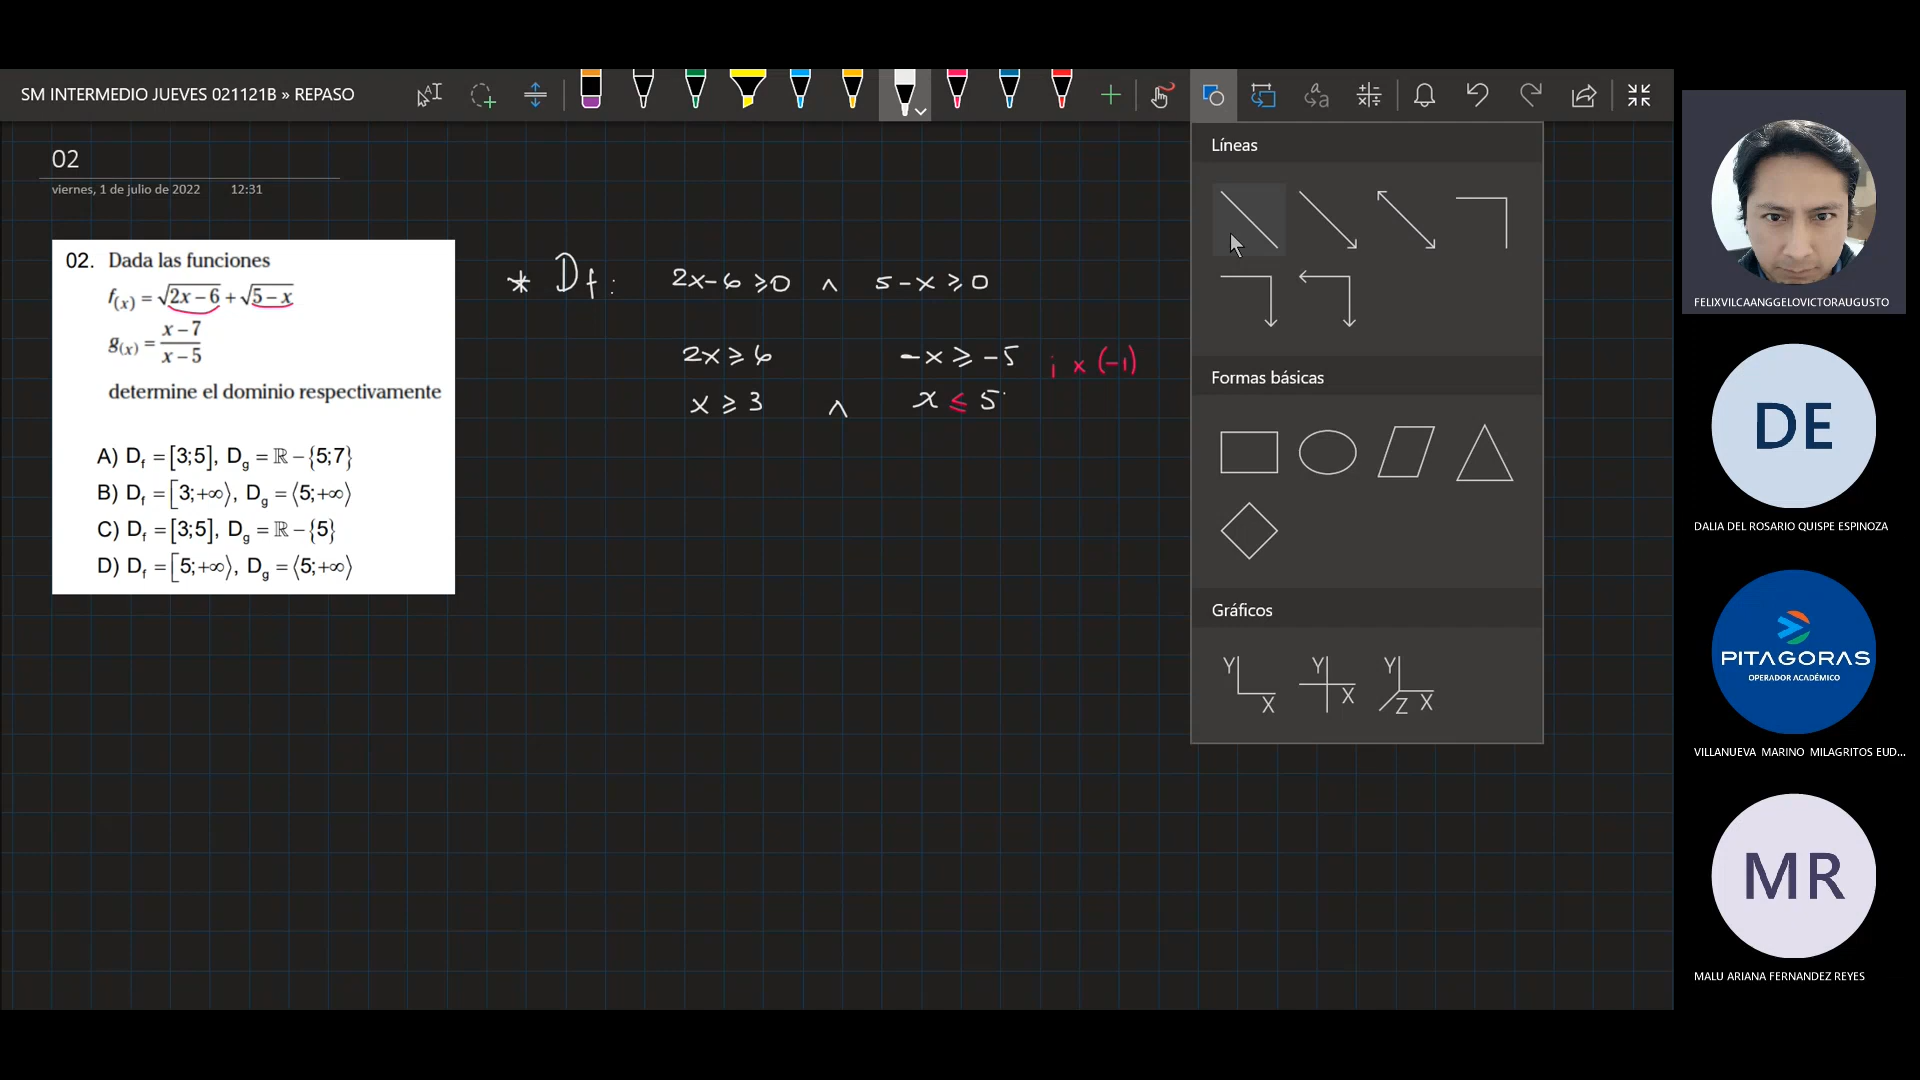 SM INTERMEDIO JUEVES 021121B » REPASO
02
viernes, 1 de julio de 2022 12:31
02. Dada las funciones
f(x) = √2x – 6 + √5 – x
g(x) = x – 7 / x – 5
determine el dominio respectivamente
A) Df = [3;5], Dg = ℝ – {5;7}
B) Df = [3;+∞⟩, Dg = ⟨5;+∞⟩
C) Df = [3;5], Dg = ℝ – {5}
D) Df = [5;+∞⟩, Dg = ⟨5;+∞⟩
* Df: 2x-6 ≥ 0 ∧ 5-x ≥ 0
2x ≥ 6 -x ≥ -5 ¡ x (-1)
x ≥ 3 ∧ x ≤ 5
Líneas
Formas básicas
Gráficos
Y X
Y X
Y Z X
FELIXVILCAANGGELOVICTORAUGUSTO
DE
DALIA DEL ROSARIO QUISPE ESPINOZA
PITAGORAS
OPERADOR ACADÉMICO
VILLANUEVA MARINO MILAGRITOS EUD...
MR
MALU ARIANA FERNANDEZ REYES